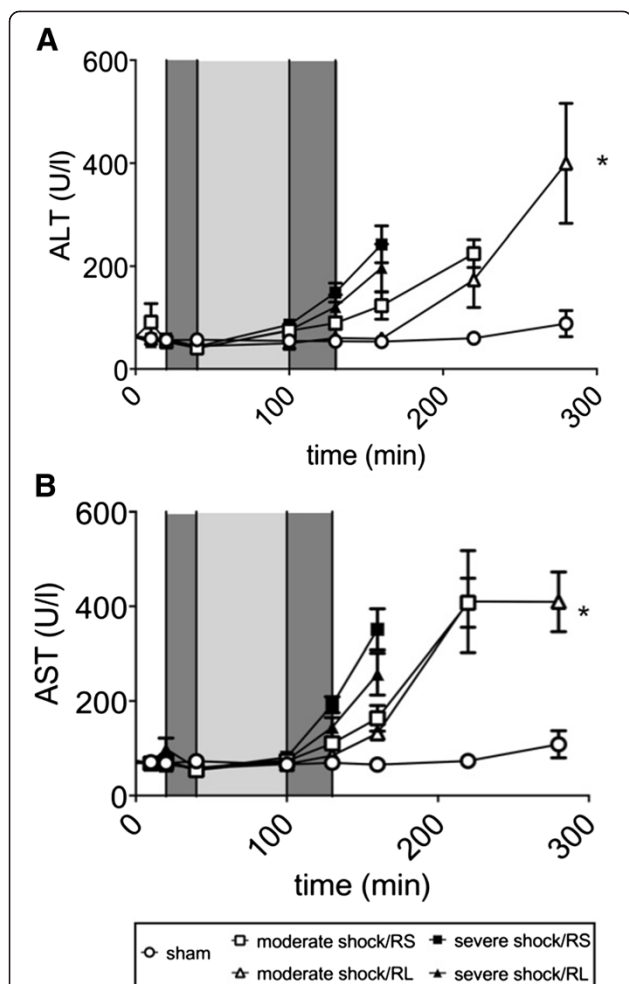 A
600
400
200
0
ALT (U/l)
*
0 100 200 300
time (min)
B
600
400
200
0
AST (U/l)
*
0 100 200 300
time (min)
sham moderate shock/RS severe shock/RS
moderate shock/RL severe shock/RL